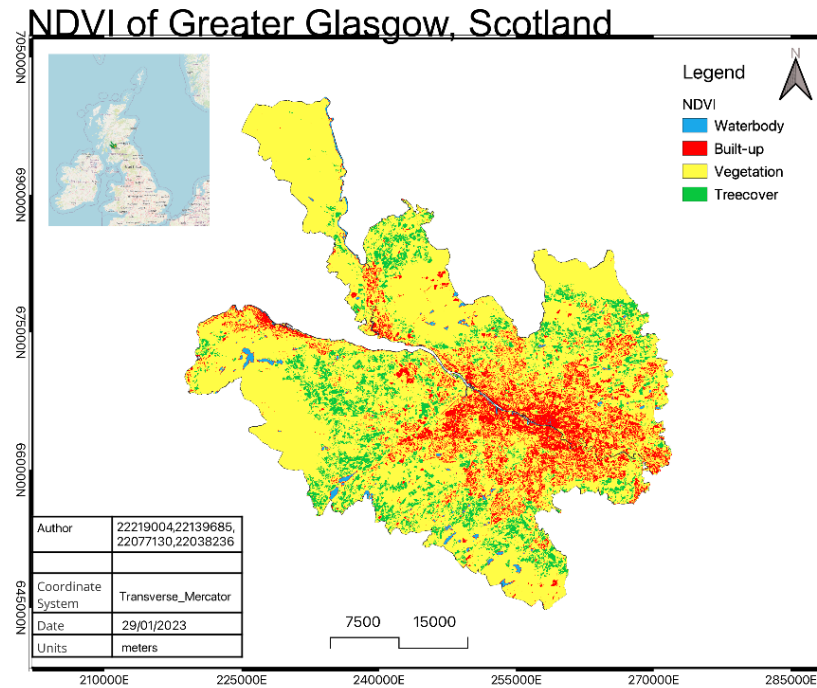 NDVI of Greater Glasgow, Scotland
705000N
690000N
675000N
660000N
645000N
N
Legend
NDVI
Waterbody
Built-up
Vegetation
Treecover
Author
22219004,22139685,
22077130,22038236
Coordinate
System
Transverse_Mercator
Date
29/01/2023
Units
meters
7500 15000
210000E 225000E 240000E 255000E 270000E 285000E